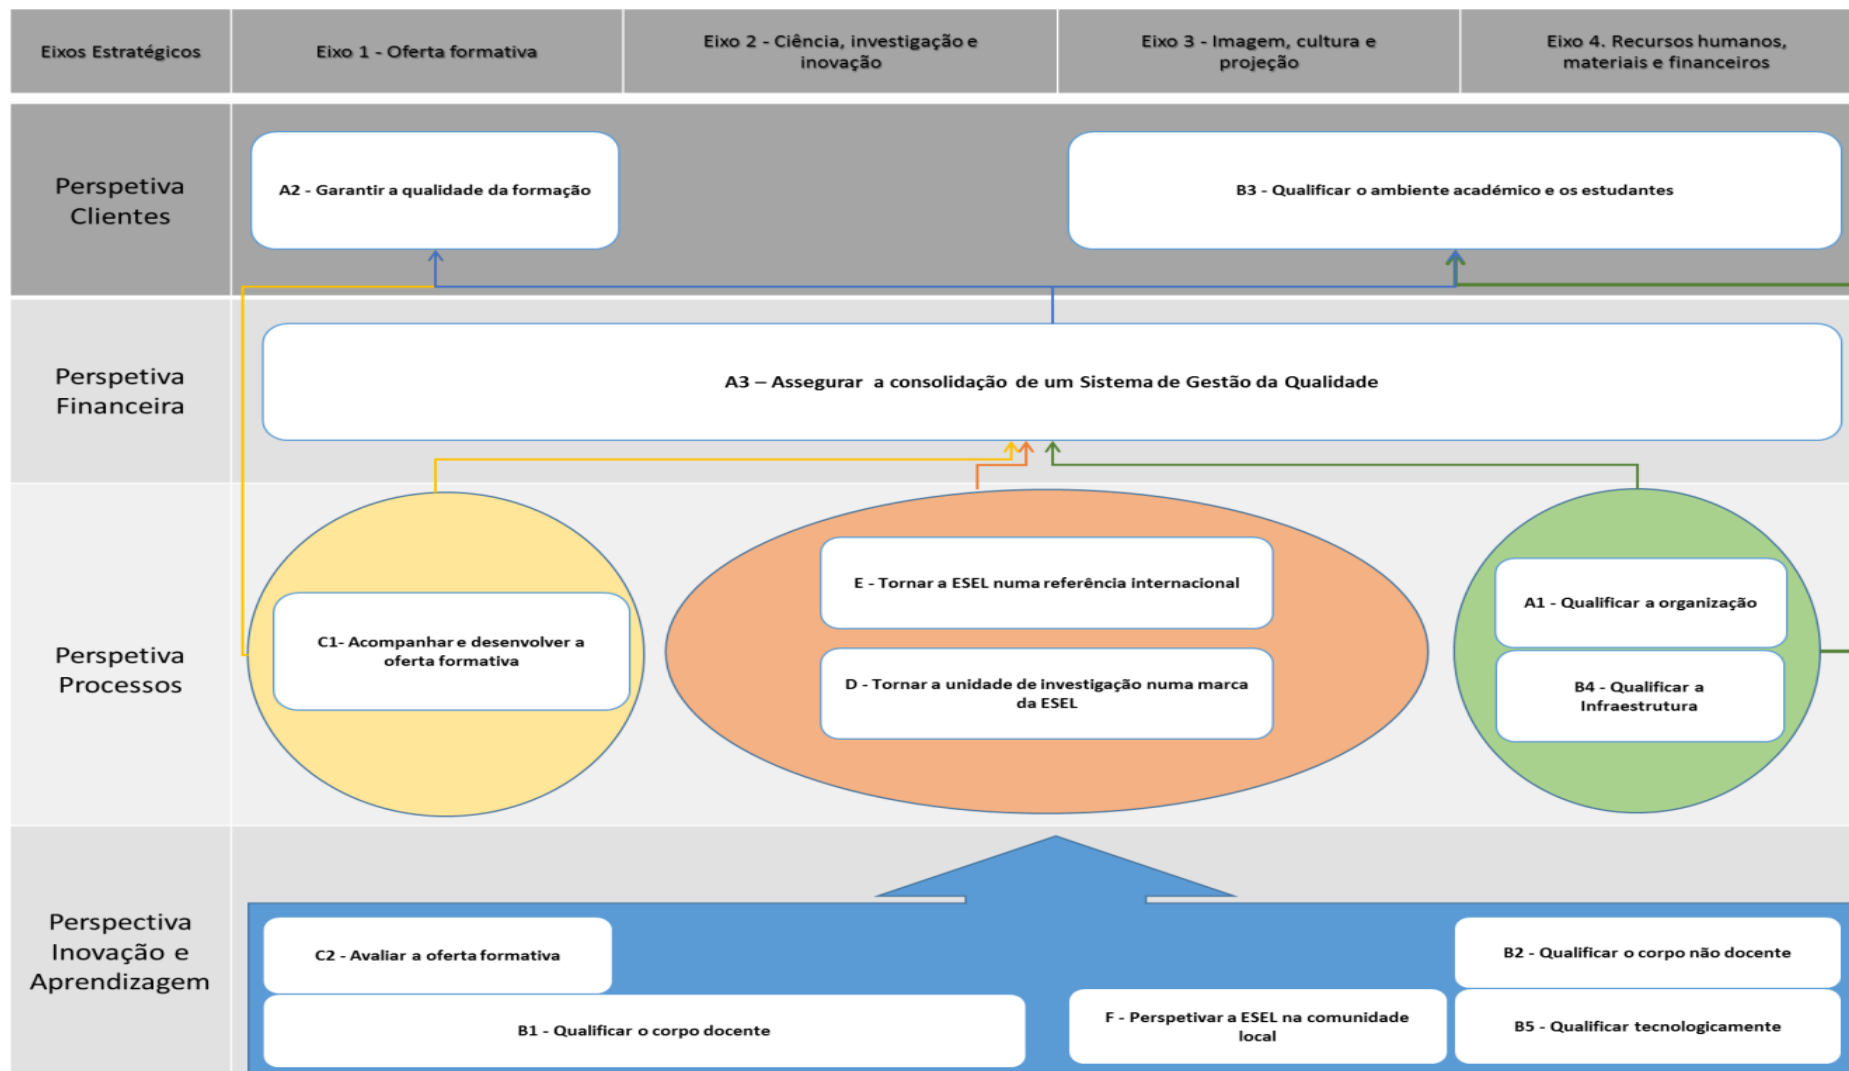 Eixos Estratégicos
Eixo 1 - Oferta formativa
Eixo 2 - Ciência, investigação e
inovação
Eixo 3 - Imagem, cultura e
projeção
Eixo 4. Recursos humanos,
materiais e financeiros
Perspetiva
Clientes
A2 - Garantir a qualidade da formação
B3 - Qualificar o ambiente académico e os estudantes
Perspetiva
Financeira
A3 – Assegurar a consolidação de um Sistema de Gestão da Qualidade
Perspetiva
Processos
C1- Acompanhar e desenvolver a
oferta formativa
E - Tornar a ESEL numa referência internacional
D - Tornar a unidade de investigação numa marca
da ESEL
A1 - Qualificar a organização
B4 - Qualificar a
Infraestrutura
Perspectiva
Inovação e
Aprendizagem
C2 - Avaliar a oferta formativa
B1 - Qualificar o corpo docente
F - Perspetivar a ESEL na comunidade
local
B2 - Qualificar o corpo não docente
B5 - Qualificar tecnologicamente